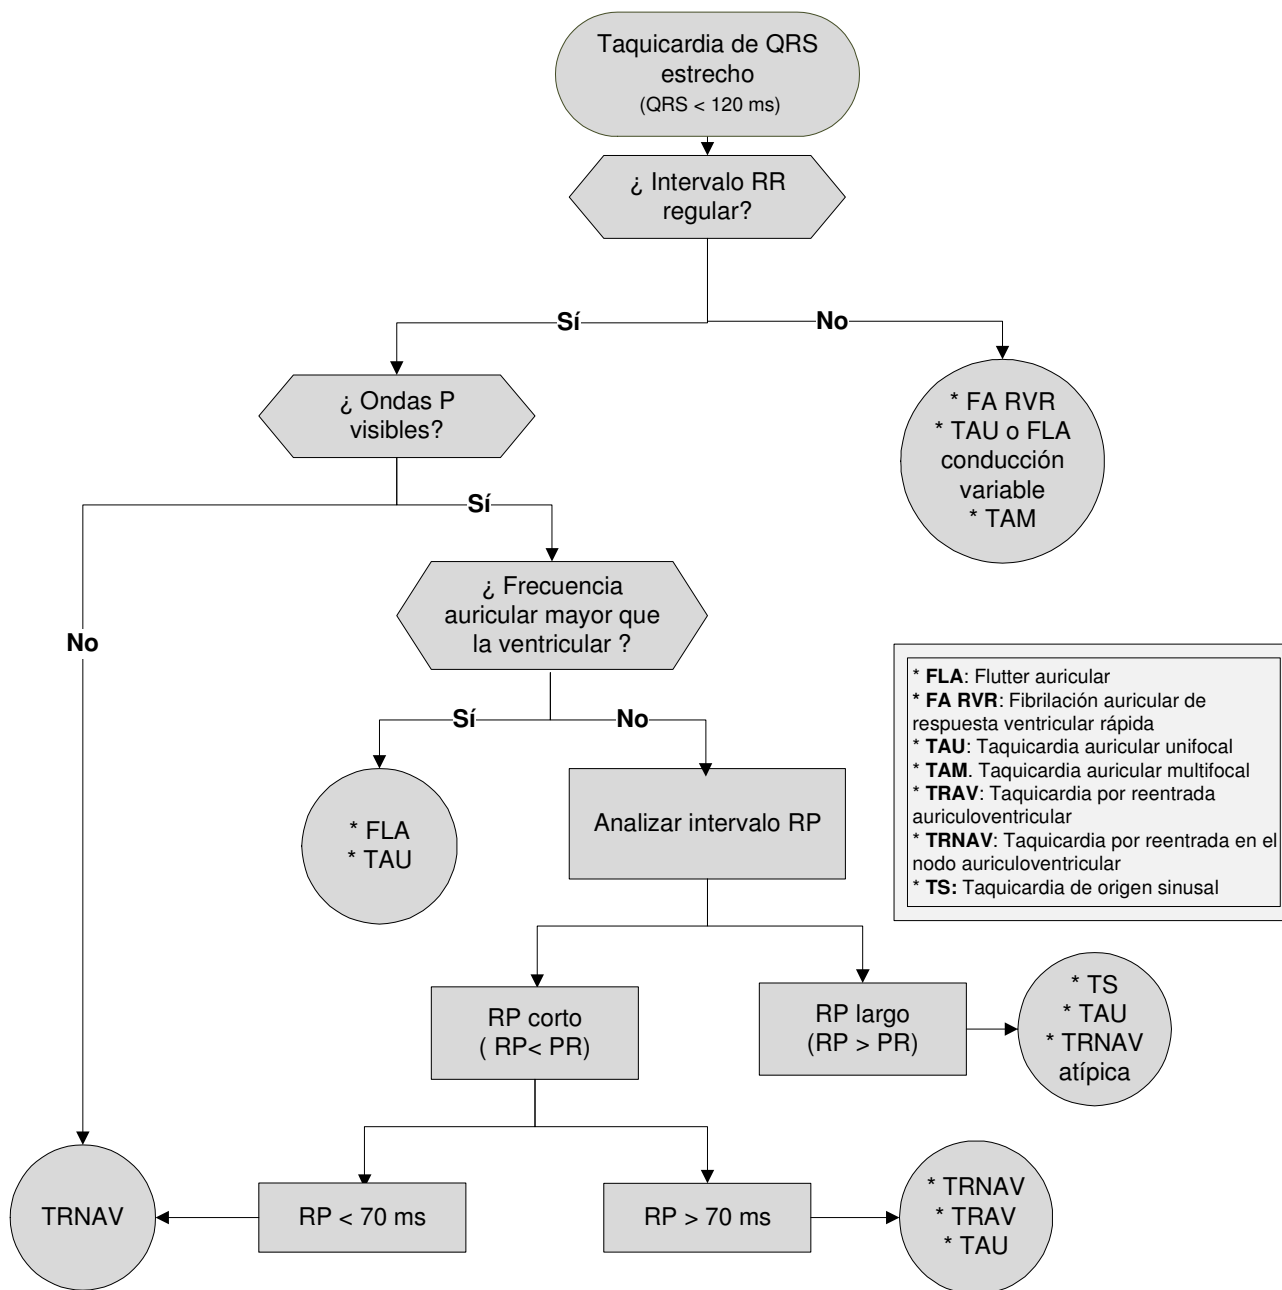 Taquicardia de QRS
estrecho
(QRS < 120 ms)
¿ Intervalo RR
regular?
Sí
No
¿ Ondas P
visibles?
* FA RVR
* TAU o FLA
conducción
variable
* TAM
Sí
¿ Frecuencia
auricular mayor que
la ventricular ?
No
* FLA: Flutter auricular
* FA RVR: Fibrilación auricular de
respuesta ventricular rápida
* TAU: Taquicardia auricular unifocal
* TAM. Taquicardia auricular multifocal
* TRAV: Taquicardia por reentrada
auriculoventricular
* TRNAV: Taquicardia por reentrada en el
nodo auriculoventricular
* TS: Taquicardia de origen sinusal
Sí
No
* FLA
* TAU
Analizar intervalo RP
RP corto
( RP< PR)
RP largo
(RP > PR)
* TS
* TAU
* TRNAV
atípica
TRNAV
RP < 70 ms
RP > 70 ms
* TRNAV
* TRAV
* TAU